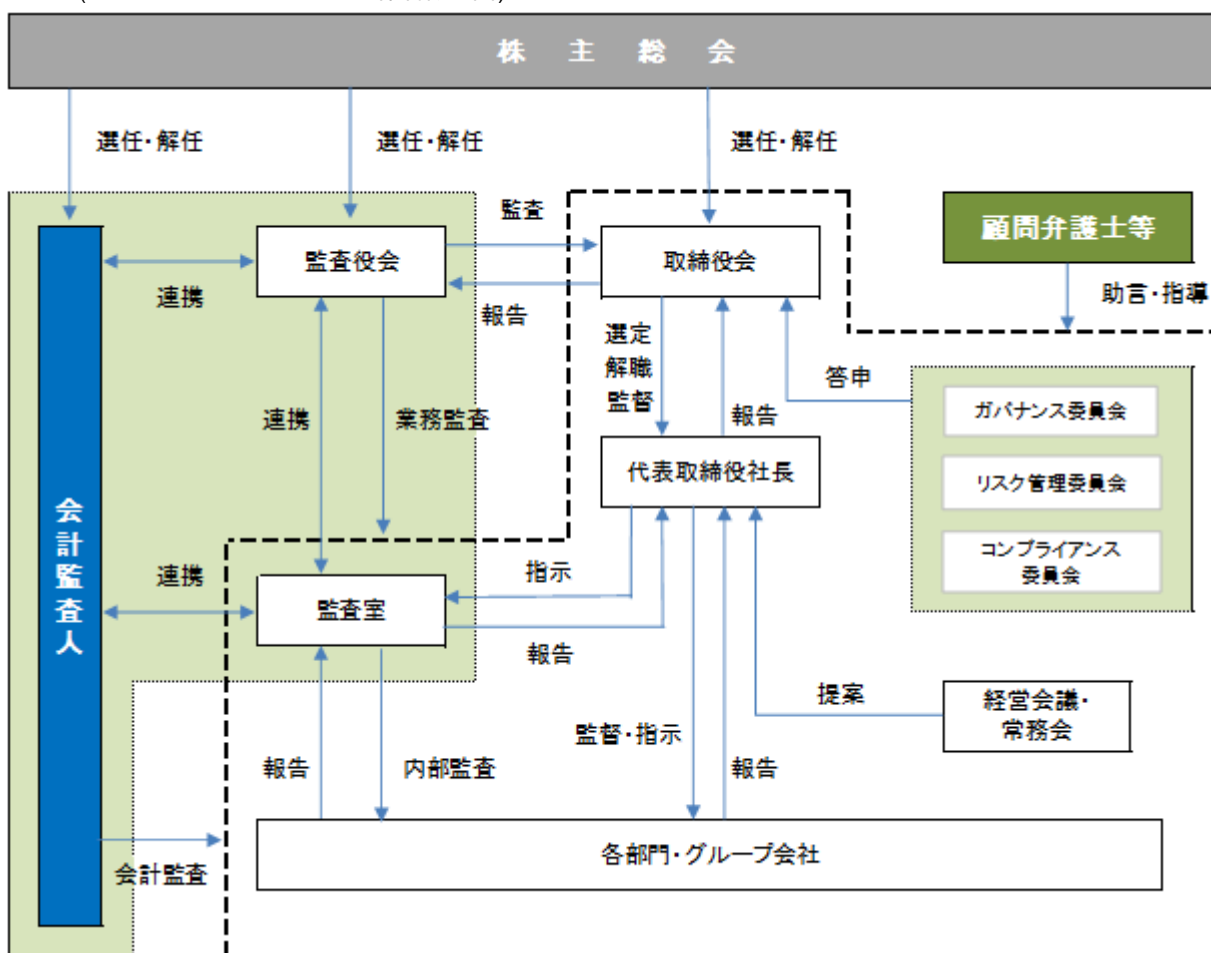 株主総会
選任・解任
選任・解任
選任・解任
監査
顧問弁護士等
監査役会
取締役会
連携
報告
助言・指導
選定
解職
監督
答申
連携
業務監査
報告
ガバナンス委員会
代表取締役社長
リスク管理委員会
会計監査人
コンプライアンス
委員会
連携
指示
監査室
報告
提案
経営会議・
常務会
監督・指示
報告
内部監査
報告
各部門・グループ会社
会計監査